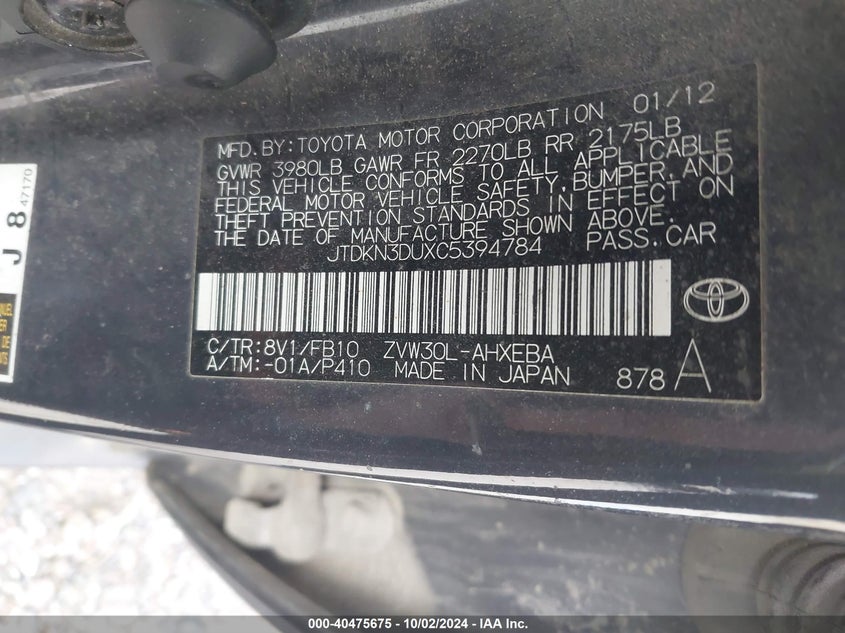 MFD. BY: TOYOTA MOTOR CORPORATION 01/12
GVWR 3980LB GAWR FR 2270LB RR 2175LB
THIS VEHICLE CONFORMS TO ALL APPLICABLE
FEDERAL MOTOR VEHICLE SAFETY, BUMPER, AND
THEFT PREVENTION STANDARDS IN EFFECT ON
THE DATE OF MANUFACTURE SHOWN ABOVE.
JTDKN3DUXC5394784 PASS. CAR
C/TR: 8V1/FB10 ZVW30L-AHXEBA
A/TM: -01A/P410 MADE IN JAPAN 878 A
J 8 47170
DE
000-40475675 - 10/02/2024 - IAA Inc.